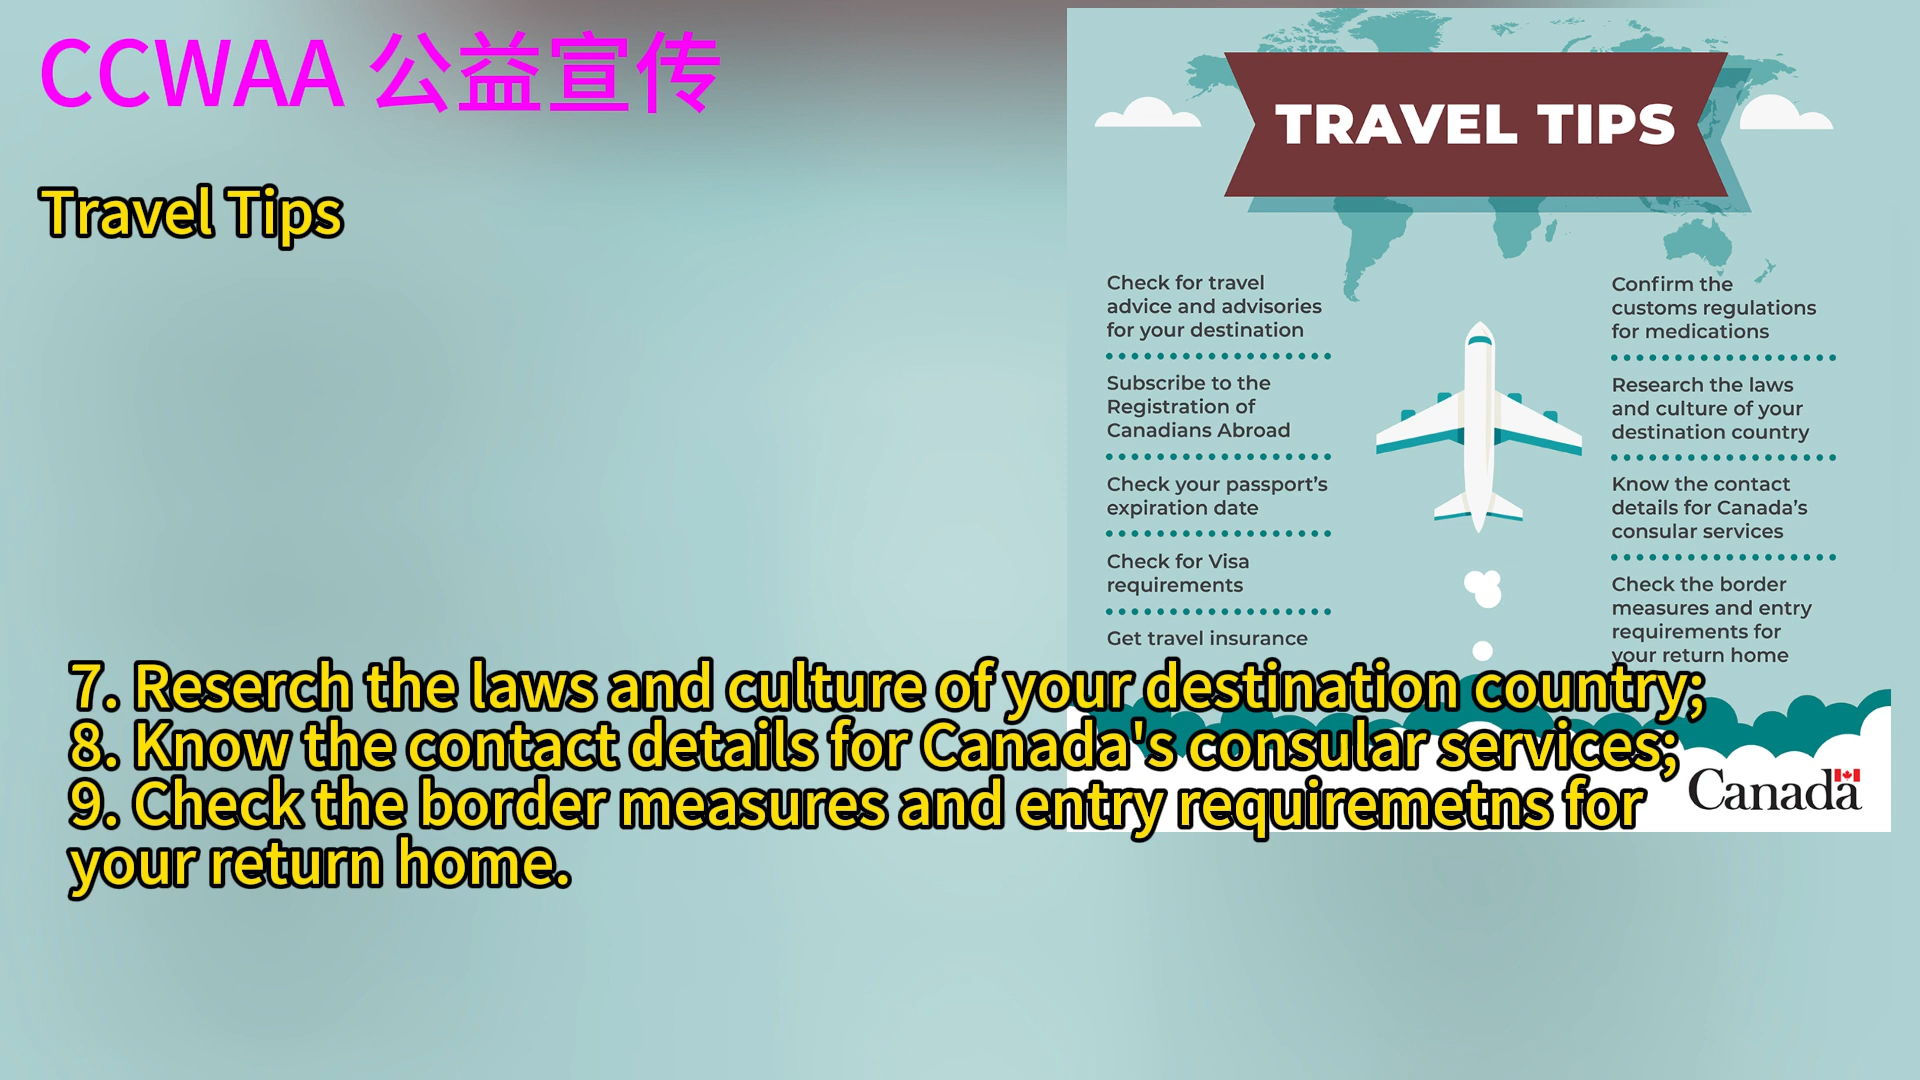 CCWAA 公益宣传
Travel Tips
TRAVEL TIPS
Check for travel
advice and advisories
for your destination
Subscribe to the
Registration of
Canadians Abroad
Check your passport’s
expiration date
Check for Visa
requirements
Get travel insurance
Confirm the
customs regulations
for medications
Research the laws
and culture of your
destination country
Know the contact
details for Canada’s
consular services
Check the border
measures and entry
requirements for
your return home
7. Reserch the laws and culture of your destination country;
8. Know the contact details for Canada's consular services;
9. Check the border measures and entry requiremetns for
your return home.
Canada